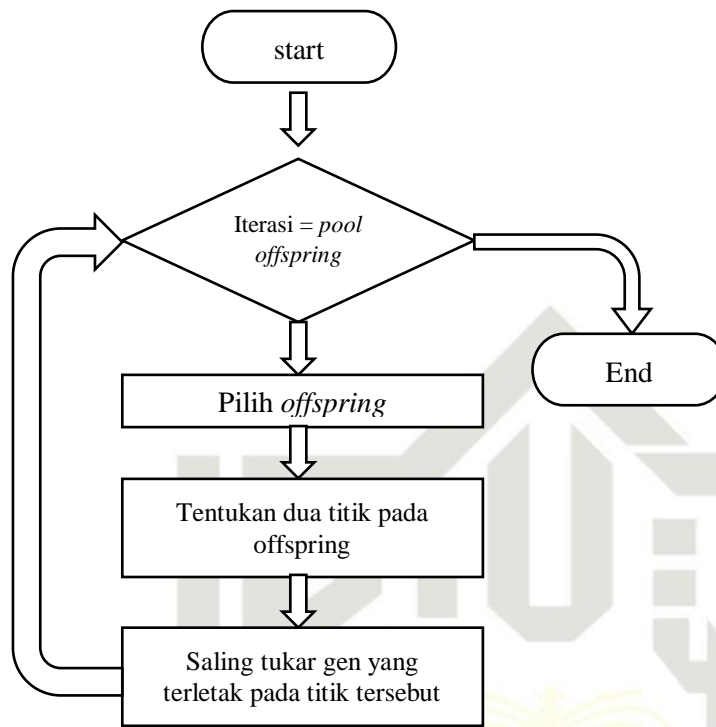 start
Iterasi = pool
offspring
End
Pilih offspring
Tentukan dua titik pada
offspring
Saling tukar gen yang
terletak pada titik tersebut